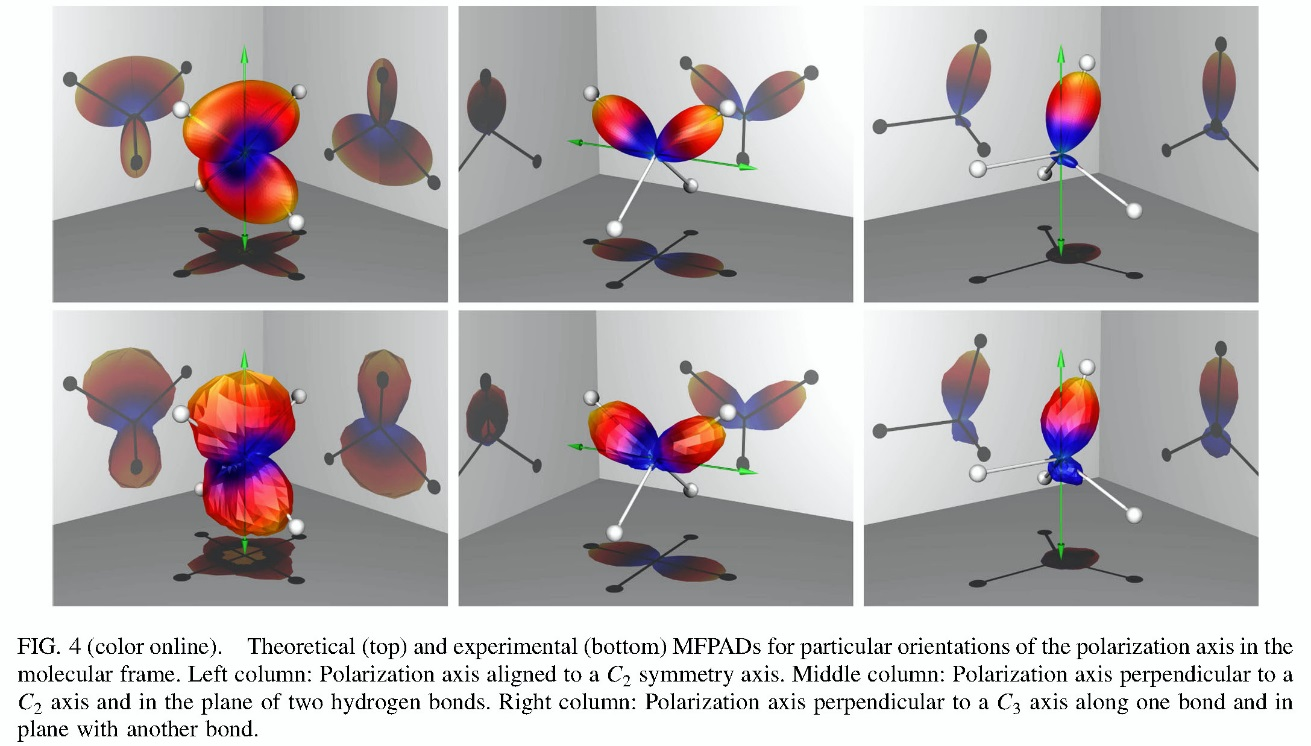 FIG. 4 (color online). Theoretical (top) and experimental (bottom) MFPADs for particular orientations of the polarization axis in the
molecular frame. Left column: Polarization axis aligned to a C₂ symmetry axis. Middle column: Polarization axis perpendicular to a
C₂ axis and in the plane of two hydrogen bonds. Right column: Polarization axis perpendicular to a C₃ axis along one bond and in
plane with another bond.